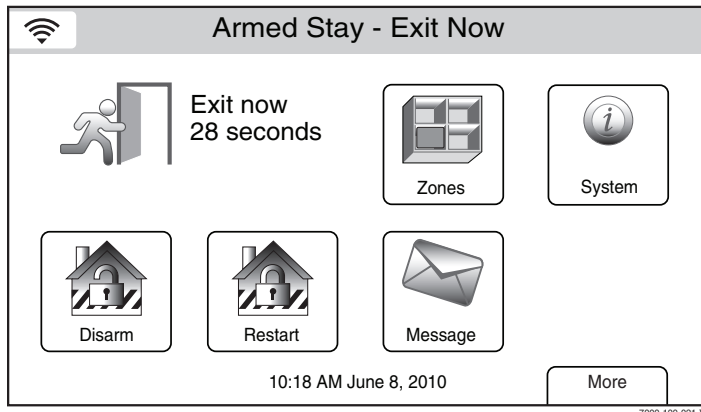 Armed Stay - Exit Now
Exit now
28 seconds
Zones
System
Disarm
Restart
Message
10:18 AM June 8, 2010
More